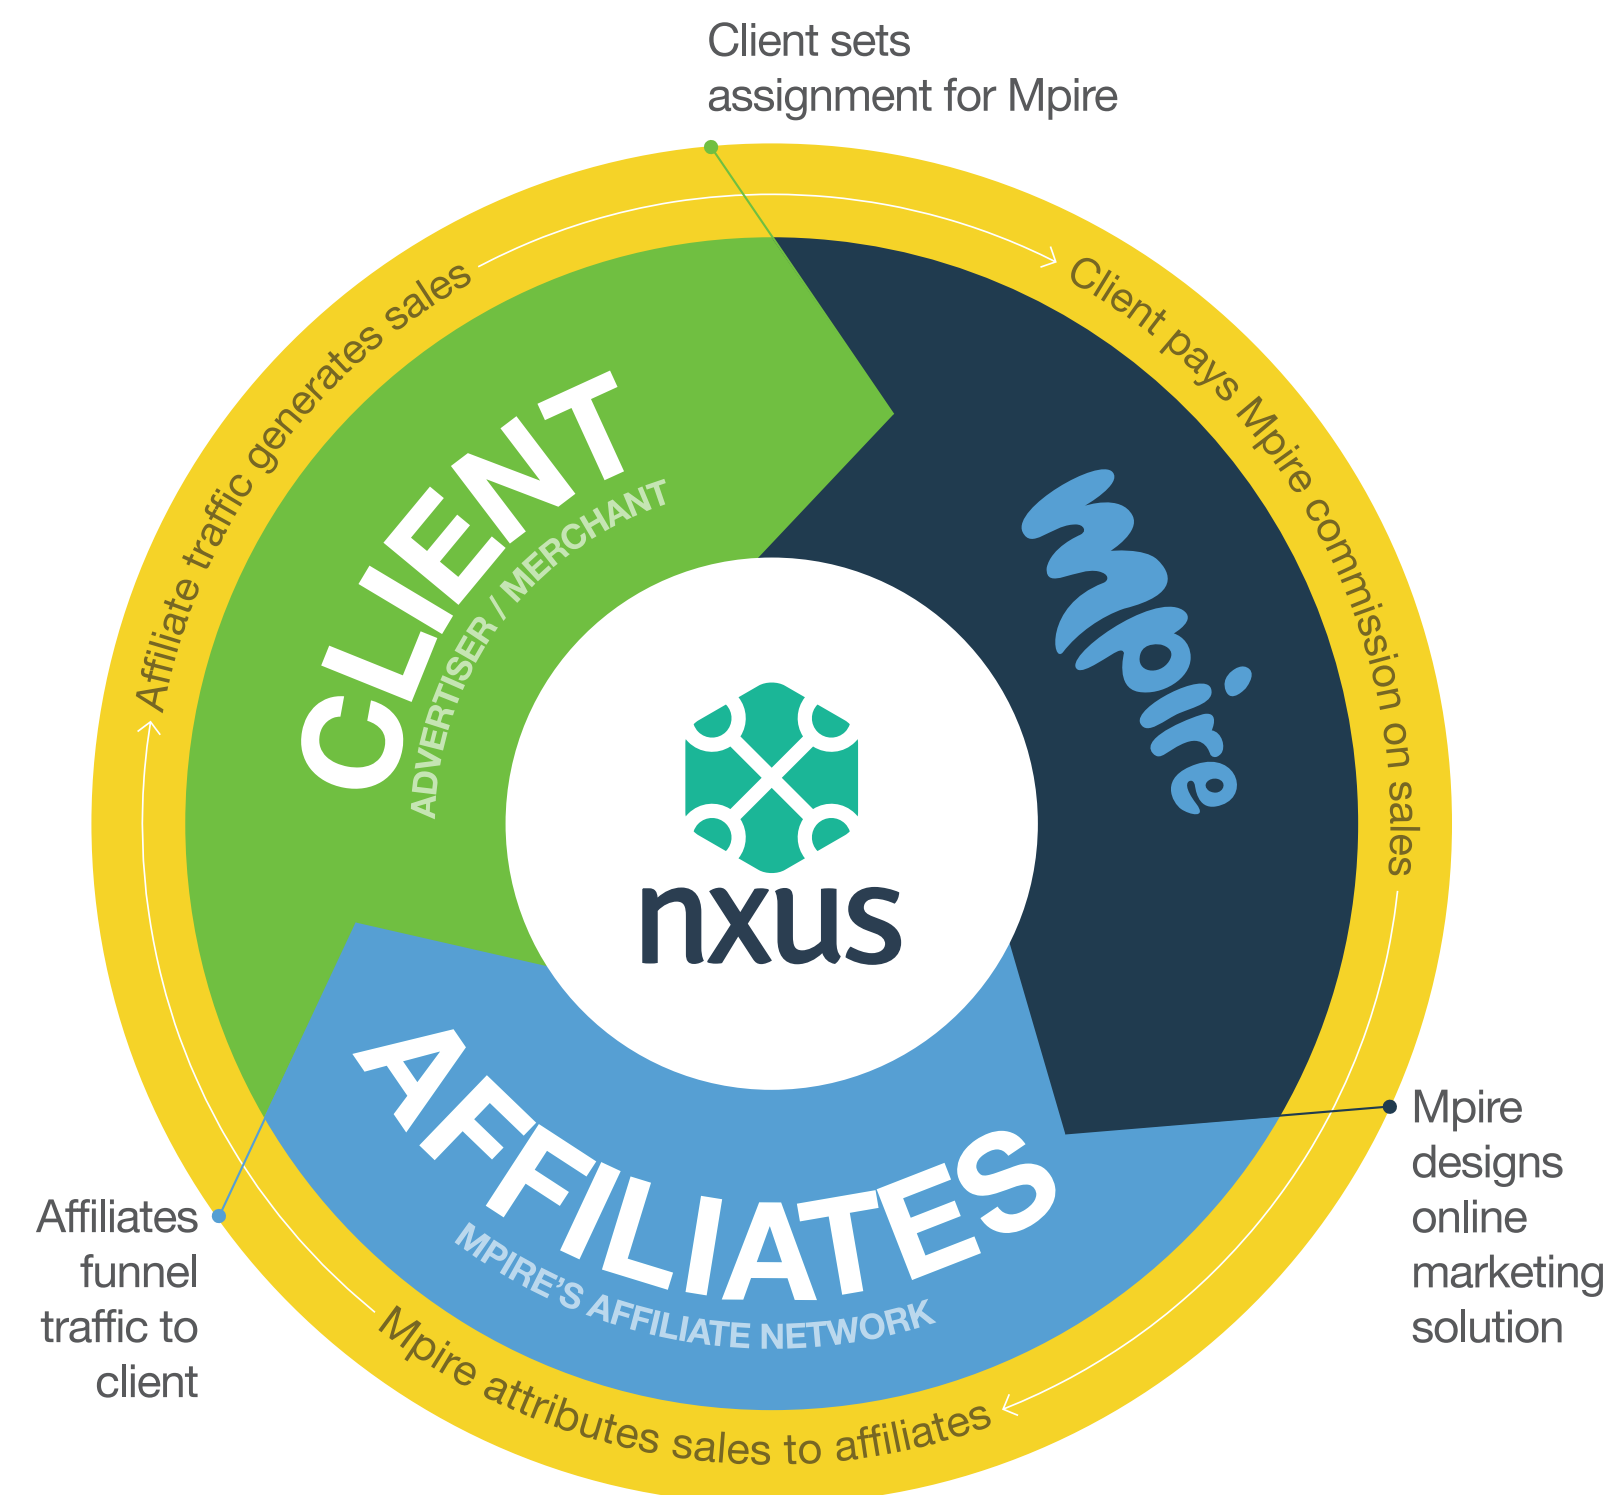 Client sets
assignment for Mpire
Affiliate traffic generates sales
Client pays Mpire commission on sales
CLIENT
ADVERTISER / MERCHANT
Mpire
nxus
AFFILIATES
MPIRE'S AFFILIATE NETWORK
Mpire attributes sales to affiliates
Mpire
designs
online
marketing
solution
Affiliates
funnel
traffic to
client